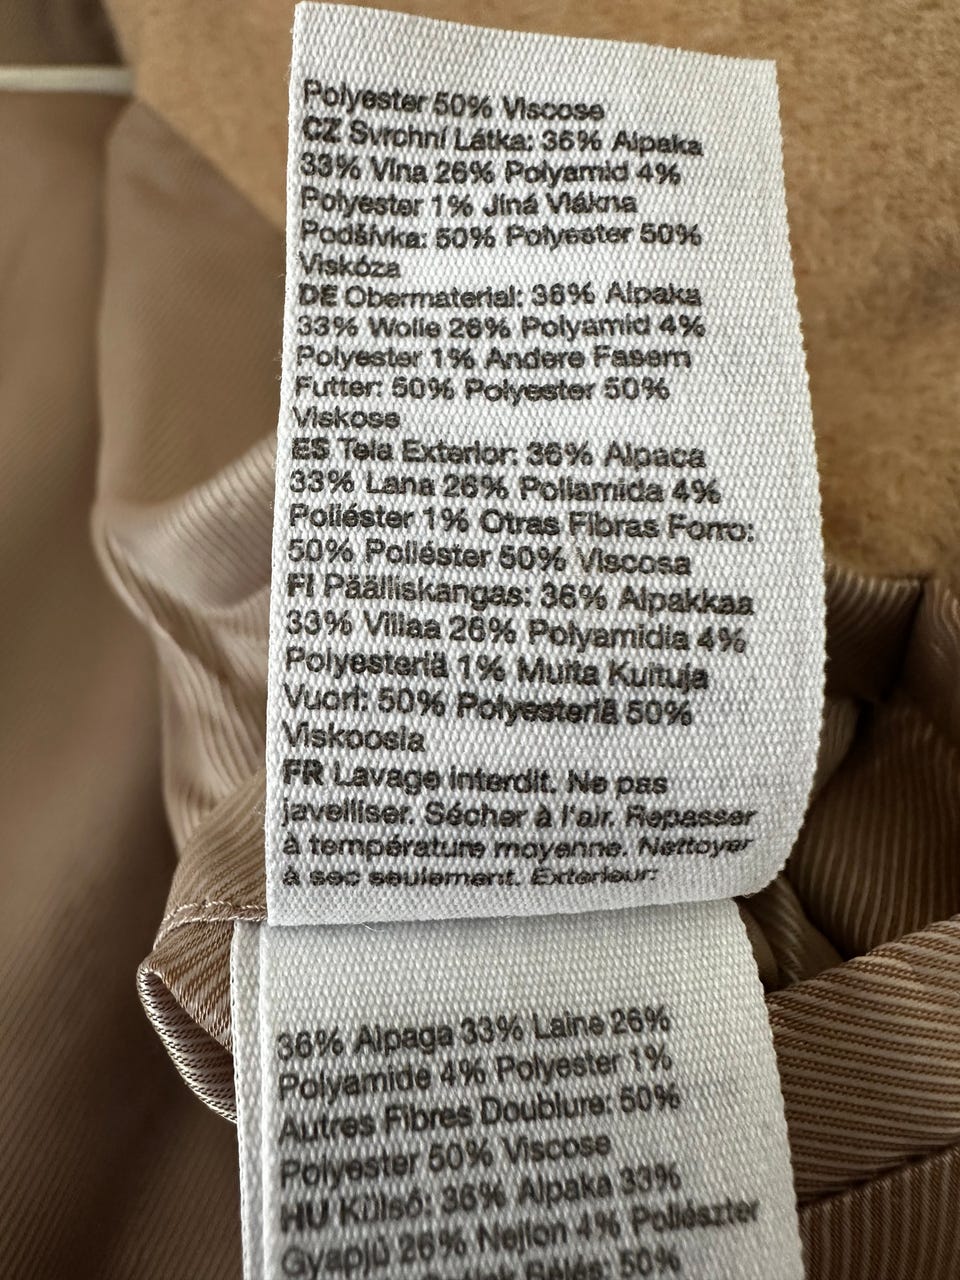 Polyester 50% Viscose
CZ Svrchní Látka: 36% Alpaka
33% Vlna 26% Polyamid 4%
Polyester 1% Jiná Vlákna
Podšívka: 50% Polyester 50%
Viskóza
DE Obermaterial: 36% Alpaka
33% Wolle 26% Polyamid 4%
Polyester 1% Andere Fasern
Futter: 50% Polyester 50%
Viskose
ES Tela Exterior: 36% Alpaca
33% Lana 26% Poliamida 4%
Poliéster 1% Otras Fibras Forro:
50% Poliéster 50% Viscosa
FI Päälliskangas: 36% Alpakkaa
33% Villaa 26% Polyamidia 4%
Polyesteriä 1% Muita Kuituja
Vuori: 50% Polyesteriä 50%
Viskoosia
FR Lavage interdit. Ne pas
javelliser. Sécher à l'air. Repasser
à température moyenne. Nettoyer
à sec seulement. Exterieur:
36% Alpaga 33% Laine 26%
Polyamide 4% Polyester 1%
Autres Fibres Doublure: 50%
Polyester 50% Viscose
HU Külső: 36% Alpaka 33%
Gyapjú 26% Nejlon 4% Poliészter
Bélés: 50%